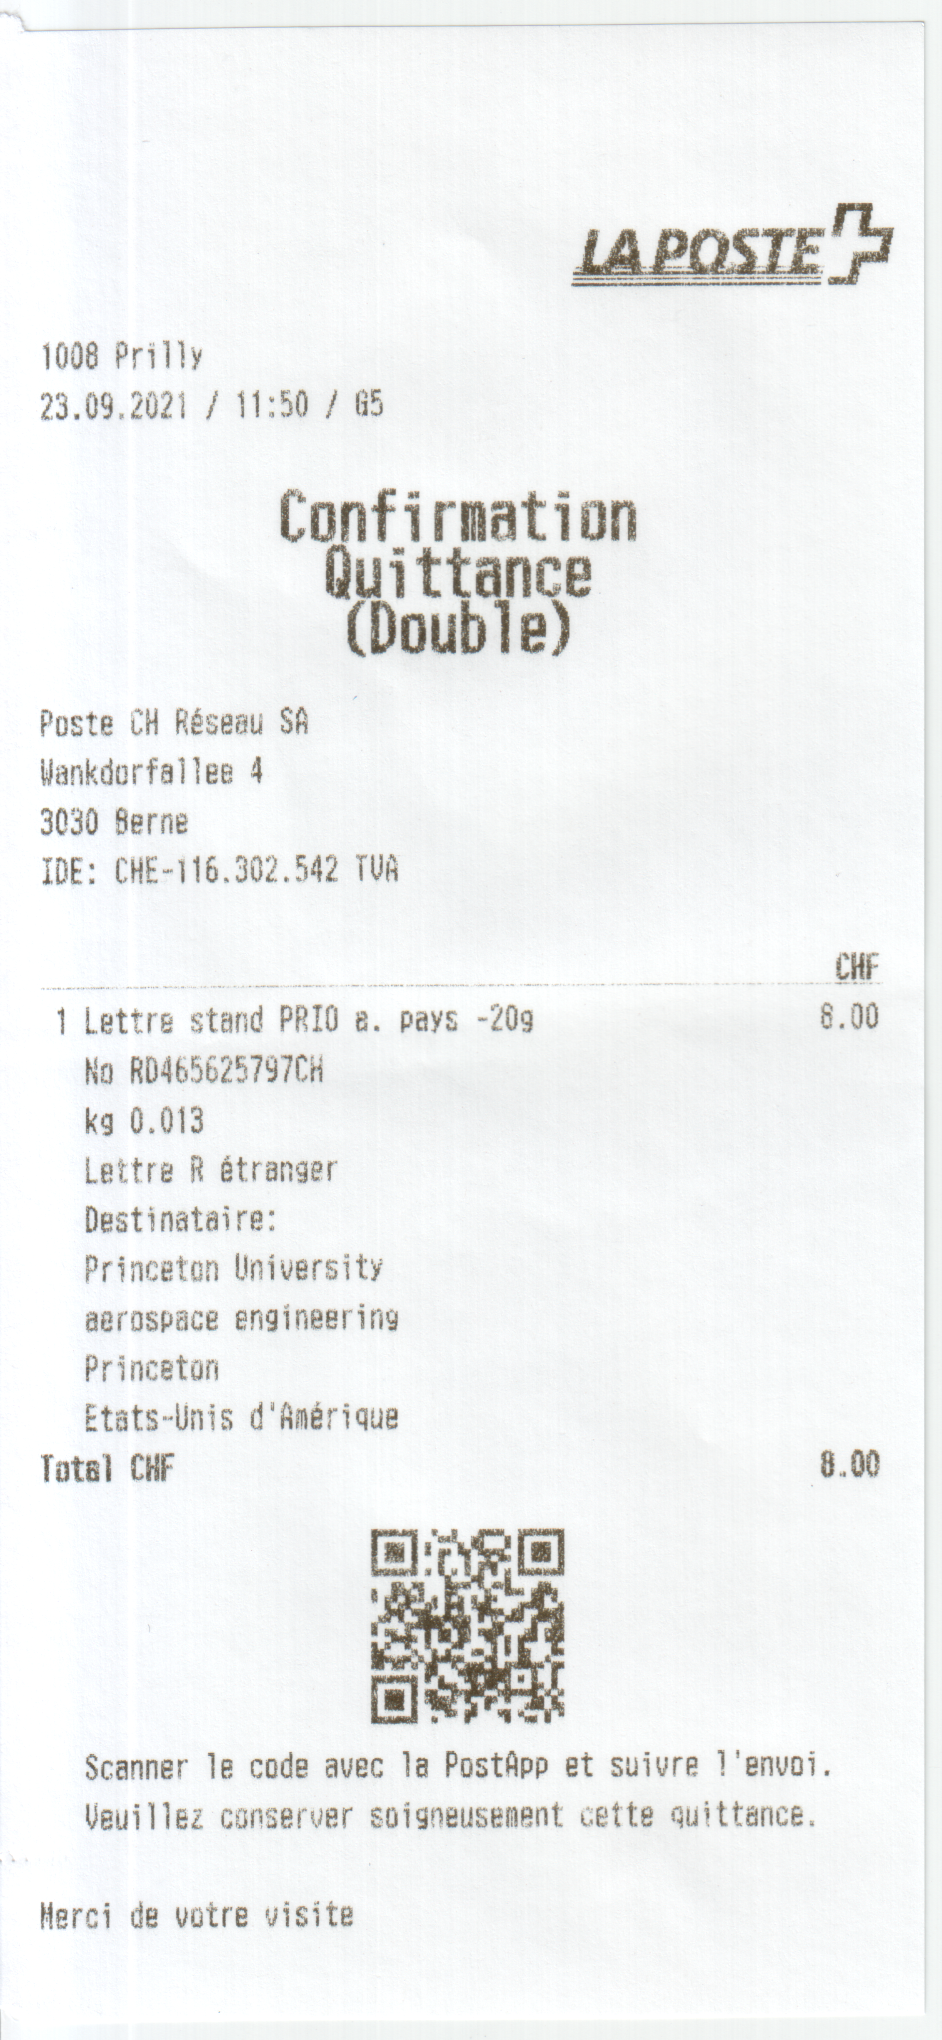 LA POSTE
1008 Prilly
23.09.2021 / 11:50 / G5
Confirmation
Quittance
(Double)
Poste CH Réseau SA
Wankdorfallee 4
3030 Berne
IDE: CHE-116.302.542 TVA
CHF
1 Lettre stand PRIO a. pays -20g 8.00
No RD465625797CH
kg 0.013
Lettre R étranger
Destinataire:
Princeton University
aerospace engineering
Princeton
Etats-Unis d'Amérique
Total CHF 8.00
Scanner le code avec la PostApp et suivre l'envoi.
Veuillez conserver soigneusement cette quittance.
Merci de votre visite